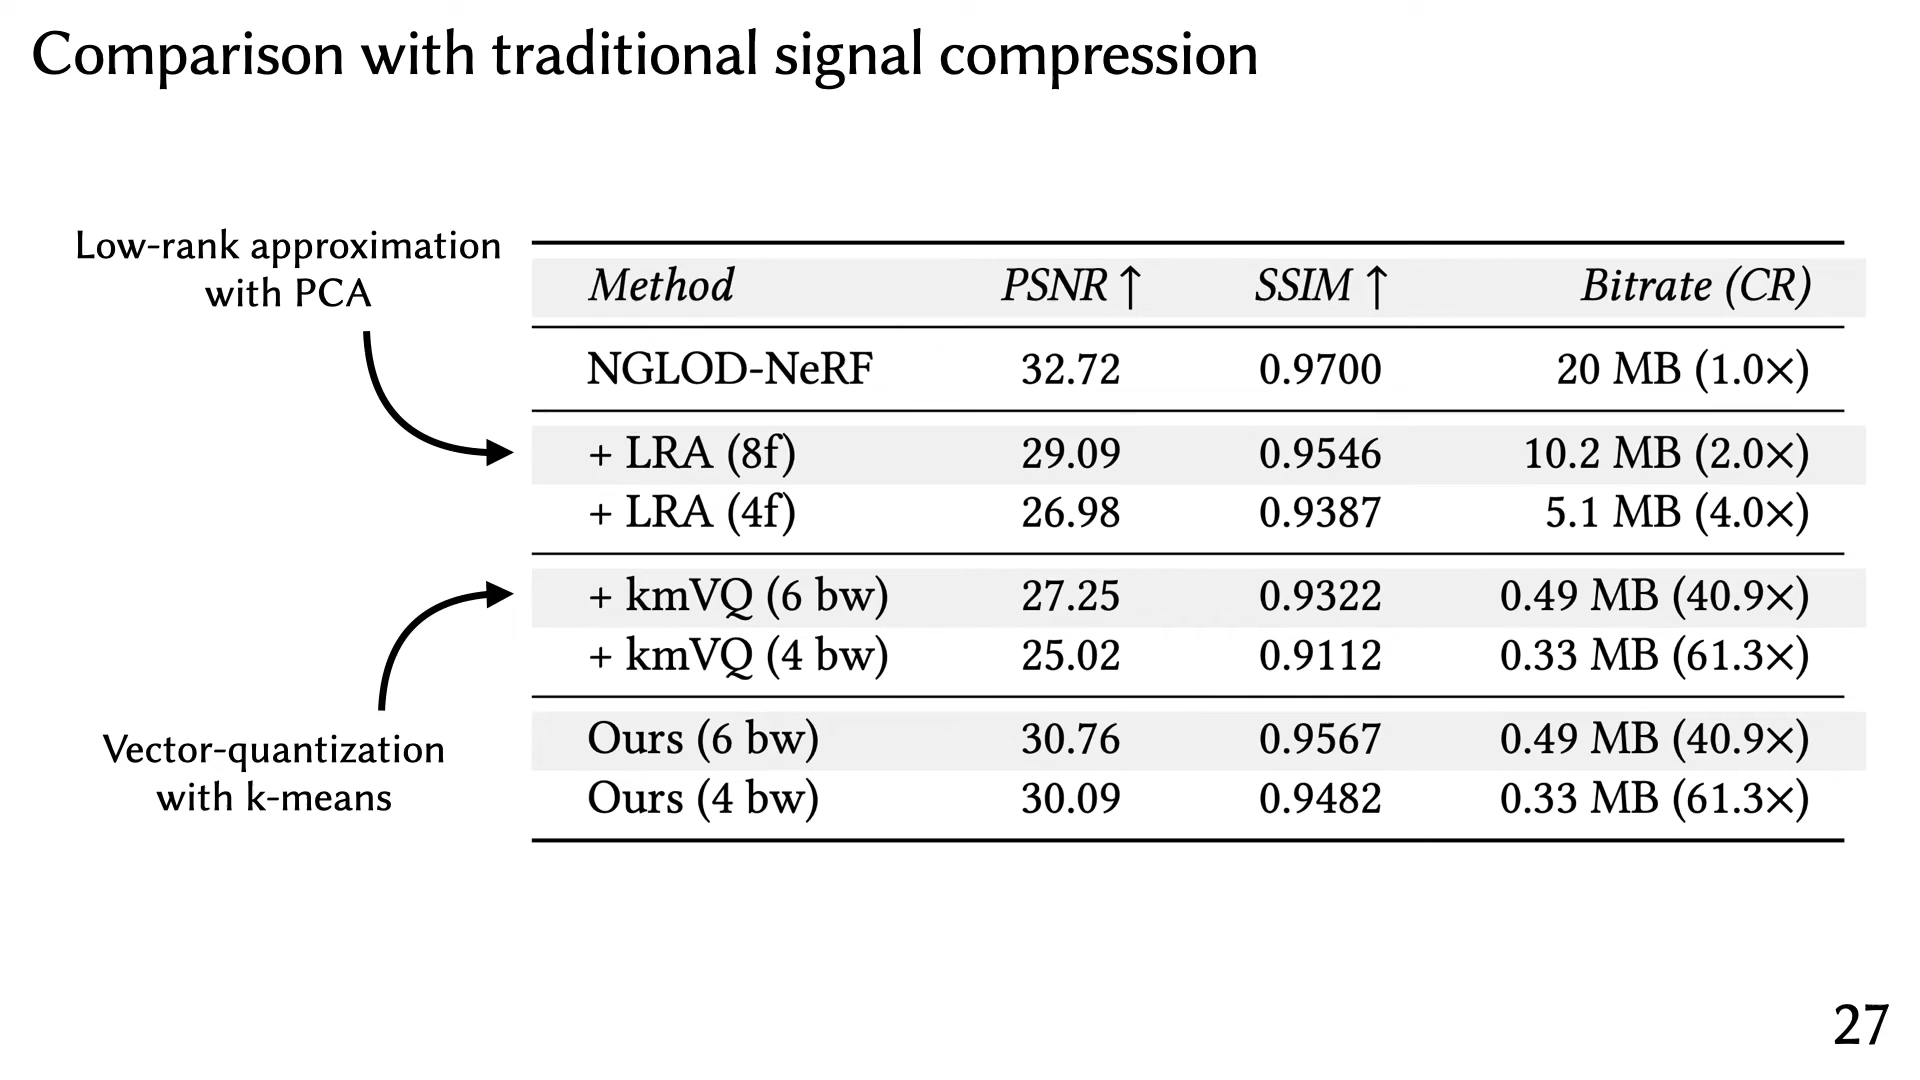 Comparison with traditional signal compression
Low-rank approximation
with PCA
Method PSNR ↑ SSIM ↑ Bitrate (CR)
NGLOD-NeRF 32.72 0.9700 20 MB (1.0×)
+ LRA (8f) 29.09 0.9546 10.2 MB (2.0×)
+ LRA (4f) 26.98 0.9387 5.1 MB (4.0×)
+ kmVQ (6 bw) 27.25 0.9322 0.49 MB (40.9×)
+ kmVQ (4 bw) 25.02 0.9112 0.33 MB (61.3×)
Ours (6 bw) 30.76 0.9567 0.49 MB (40.9×)
Ours (4 bw) 30.09 0.9482 0.33 MB (61.3×)
Vector-quantization
with k-means
27